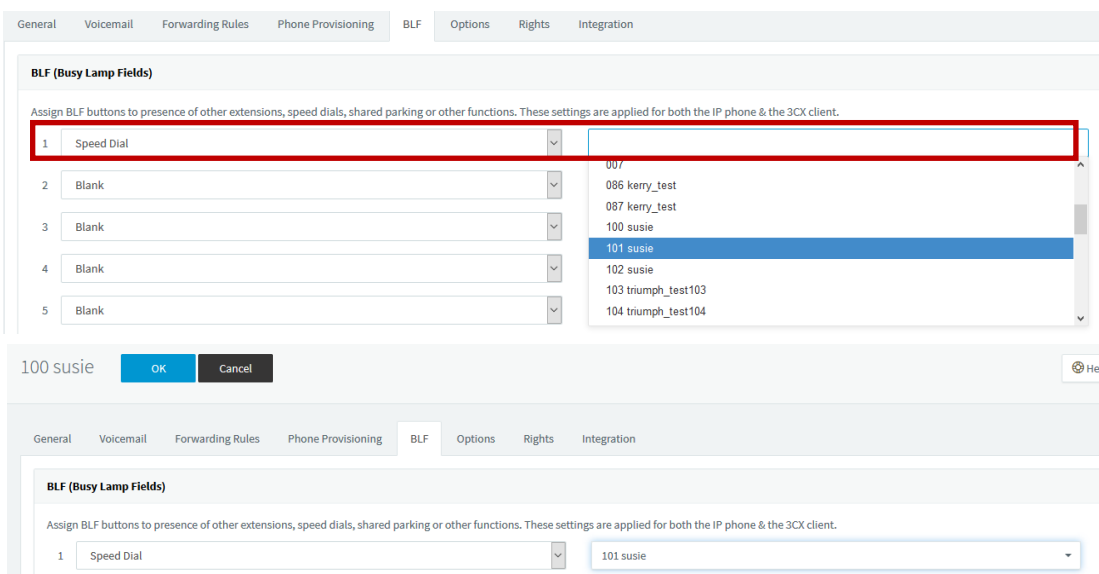 General Voicemail Forwarding Rules Phone Provisioning BLF Options Rights Integration
BLF (Busy Lamp Fields)
Assign BLF buttons to presence of other extensions, speed dials, shared parking or other functions. These settings are applied for both the IP phone & the 3CX client.
1 Speed Dial
007
2 Blank
086 kerry_test
087 kerry_test
3 Blank
100 susie
101 susie
4 Blank
102 susie
103 triumph_test103
5 Blank
104 triumph_test104
100 susie OK Cancel He
General Voicemail Forwarding Rules Phone Provisioning BLF Options Rights Integration
BLF (Busy Lamp Fields)
Assign BLF buttons to presence of other extensions, speed dials, shared parking or other functions. These settings are applied for both the IP phone & the 3CX client.
1 Speed Dial 101 susie